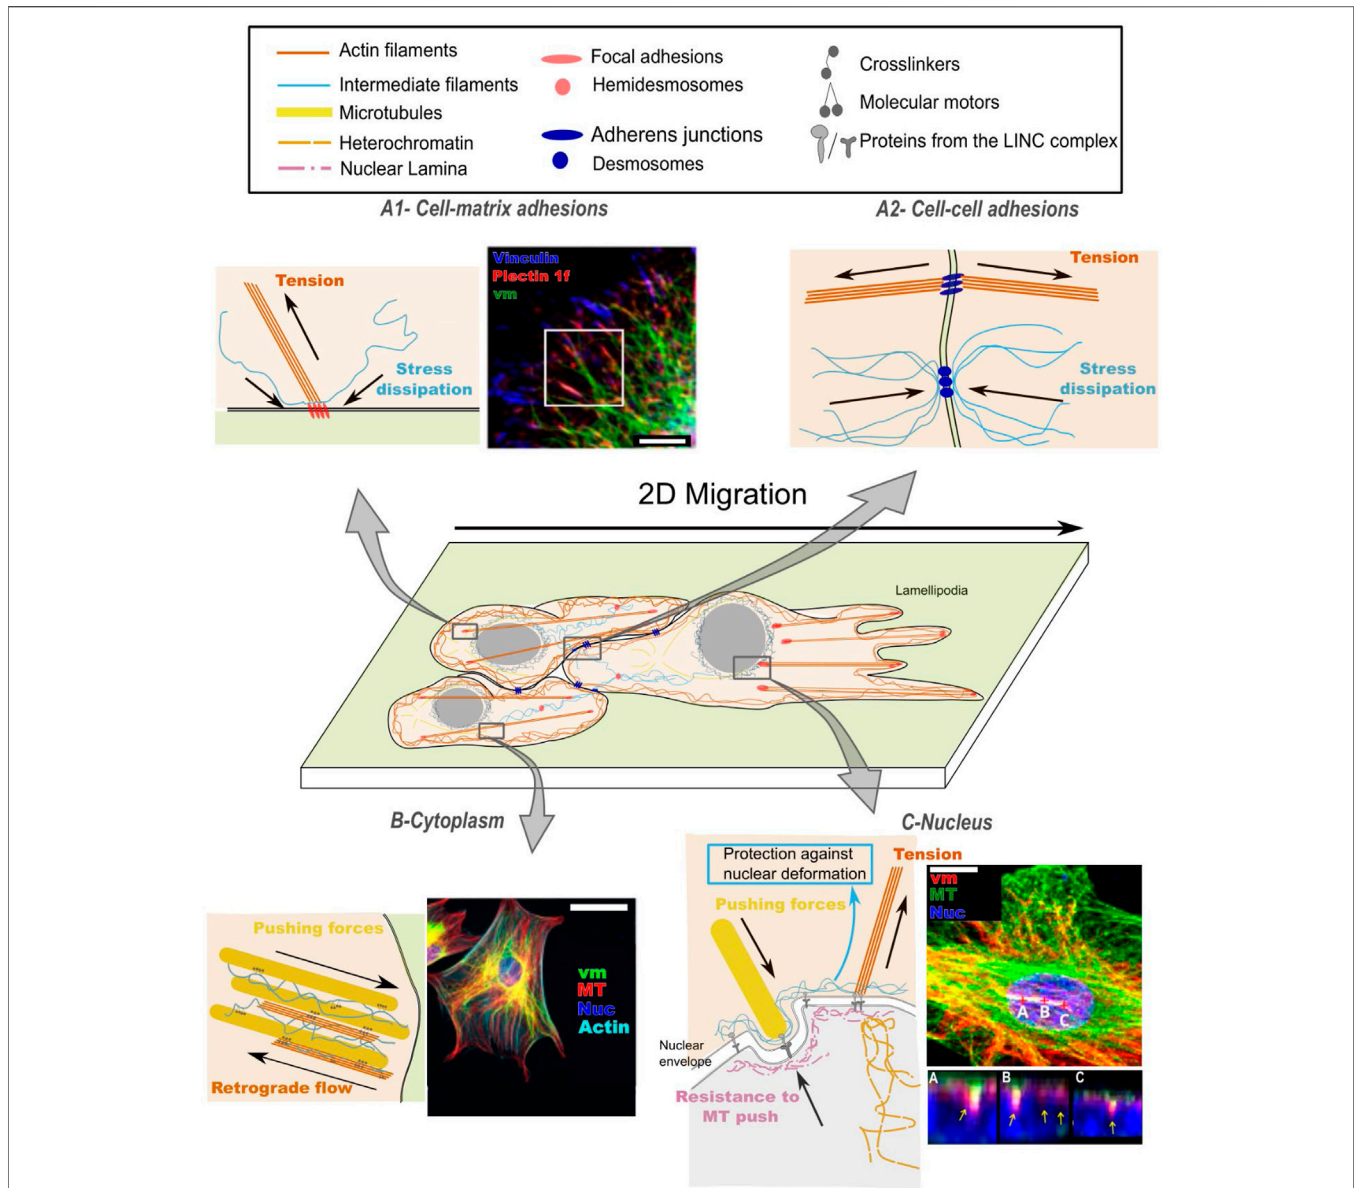 Actin filaments
Intermediate filaments
Microtubules
Heterochromatin
Nuclear Lamina
Focal adhesions
Hemidesmosomes
Adherens junctions
Desmosomes
Crosslinkers
Molecular motors
Proteins from the LINC complex
A1- Cell-matrix adhesions
A2- Cell-cell adhesions
Tension
Stress
dissipation
Vinculin
Plectin 1f
vm
Tension
Stress
dissipation
2D Migration
Lamellipodia
B-Cytoplasm
C-Nucleus
Pushing forces
Retrograde flow
vm
MT
Nuc
Actin
Protection against
nuclear deformation
Tension
Pushing forces
Nuclear
envelope
Resistance to
MT push
vm
MT
Nuc
A B C
A B C